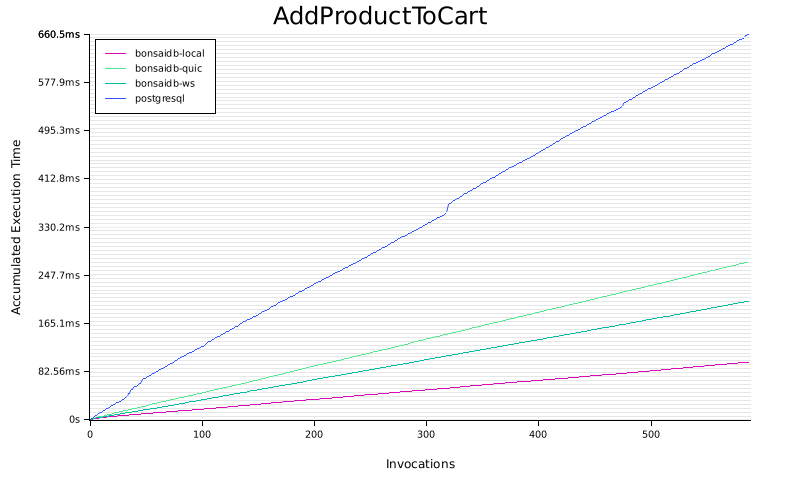 AddProductToCart
660.5ms
577.9ms
495.3ms
412.8ms
330.2ms
247.7ms
165.1ms
82.56ms
0s
Accumulated Execution Time
bonsaidb-local
bonsaidb-quic
bonsaidb-ws
postgresql
0 100 200 300 400 500
Invocations